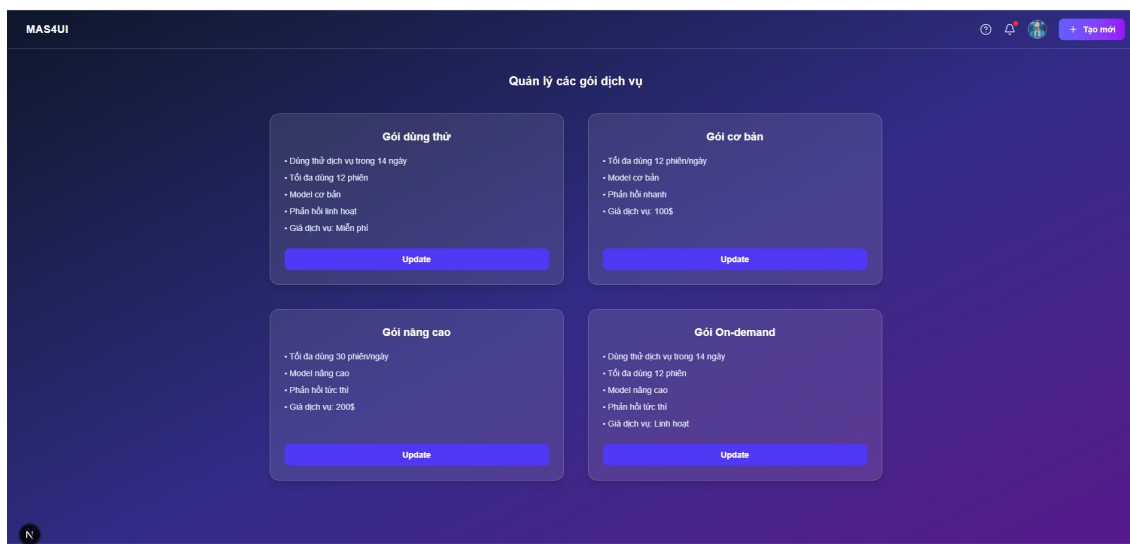 MAS4UI
+ Tạo mới
Quản lý các gói dịch vụ
Gói dùng thử
• Dùng thử dịch vụ trong 14 ngày
• Tối đa dùng 12 phiên
• Model cơ bản
• Phản hồi linh hoạt
• Giá dịch vụ: Miễn phí
Update
Gói cơ bản
• Tối đa dùng 12 phiên/ngày
• Model cơ bản
• Phản hồi nhanh
• Giá dịch vụ: 100$
Update
Gói nâng cao
• Tối đa dùng 30 phiên/ngày
• Model nâng cao
• Phản hồi tức thì
• Giá dịch vụ: 200$
Update
Gói On-demand
• Dùng thử dịch vụ trong 14 ngày
• Tối đa dùng 12 phiên
• Model nâng cao
• Phản hồi tức thì
• Giá dịch vụ: Linh hoạt
Update
N